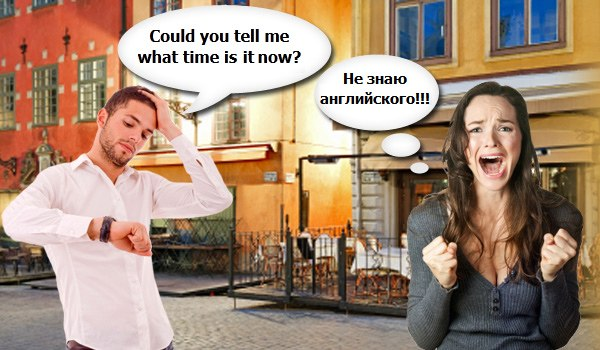 Could you tell me
what time is it now?
Не знаю
английского!!!